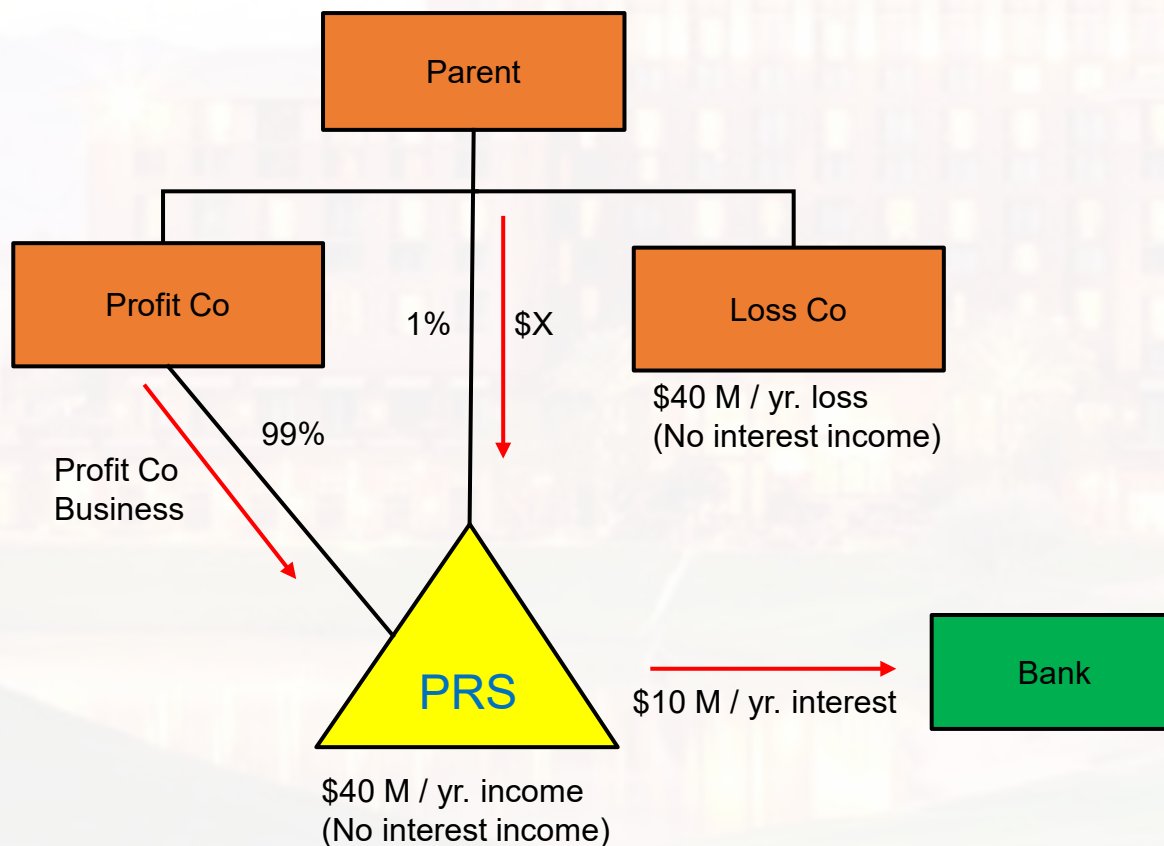 Parent
Profit Co
1%
$X
Loss Co
$40 M / yr. loss
(No interest income)
99%
Profit Co
Business
PRS
$10 M / yr. interest
Bank
$40 M / yr. income
(No interest income)